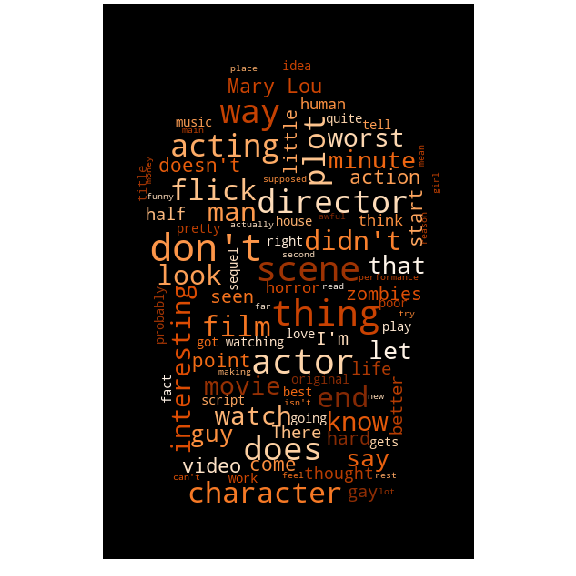 place idea
Mary Lou
way human
music little plot quite tell
main worst
acting minute mean
doesn't action
title money supposed girl
funny flick director start
half man awful think reason
pretty actually house
don't right didn't
sequel second that
look scene performance
horror read zombies
probably seen far thing poor try
interesting film love I'm play
got watching let
point actor
making life
movie original
best end new better
fact script isn't
watch going know
guy There hard
does gets
video come say
can't work feel thought rest
character gay lot